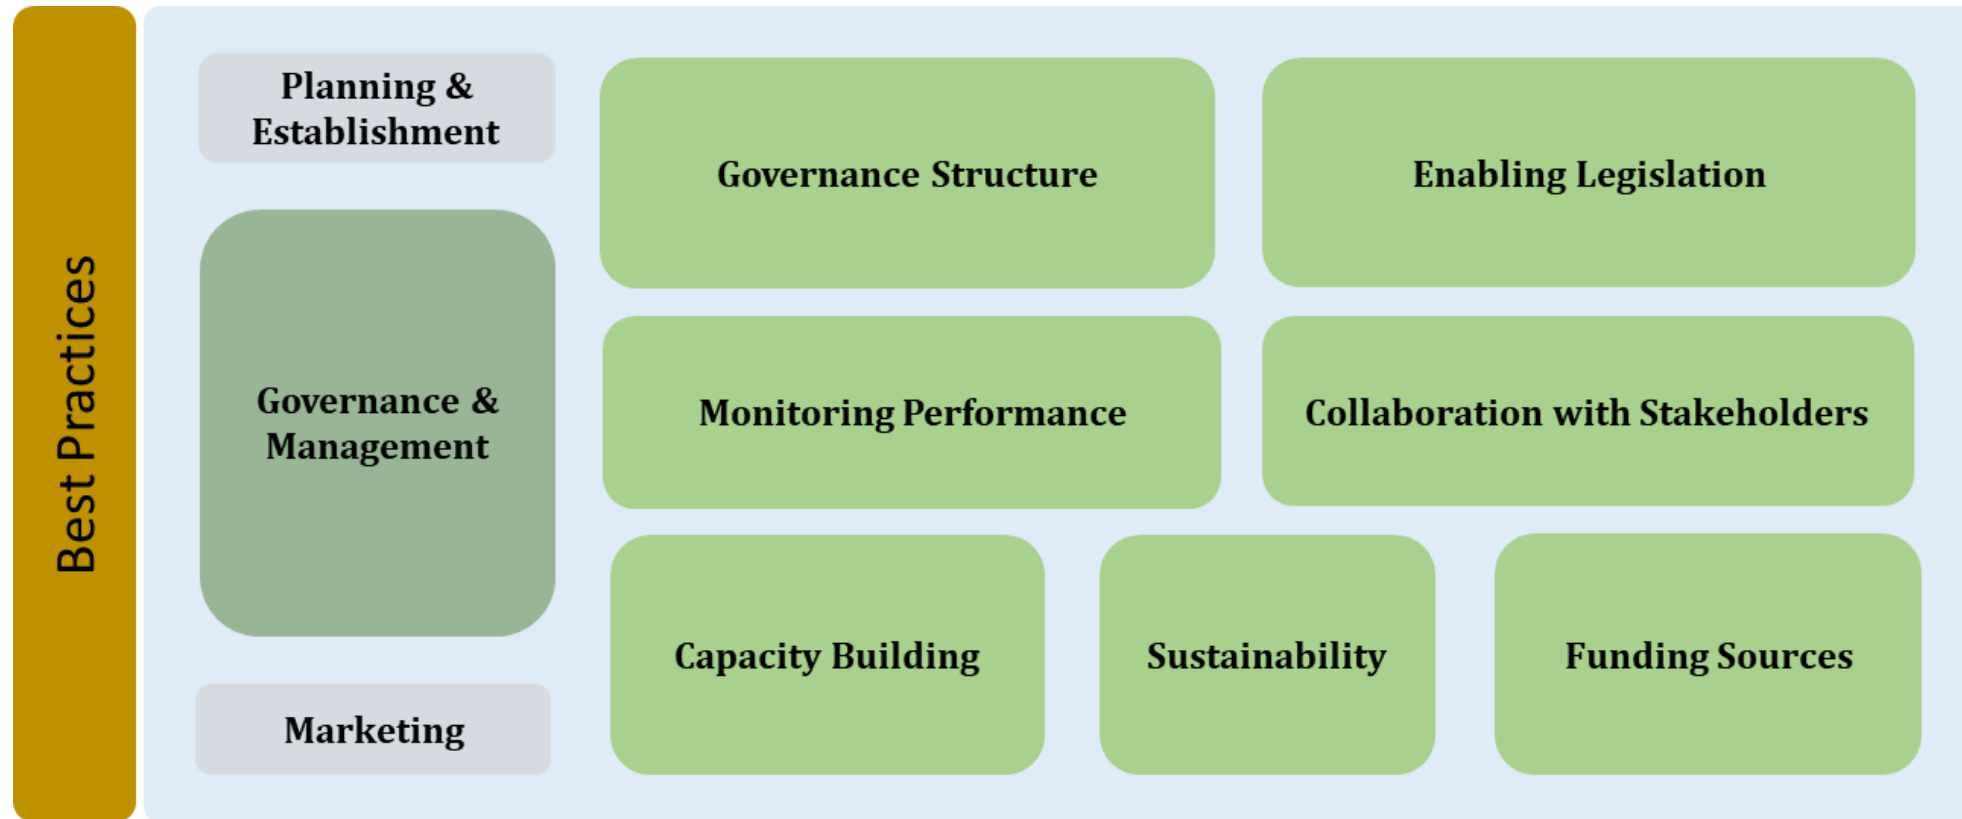 Best Practices
Planning &
Establishment
Governance &
Management
Marketing
Governance Structure
Enabling Legislation
Monitoring Performance
Collaboration with Stakeholders
Capacity Building
Sustainability
Funding Sources